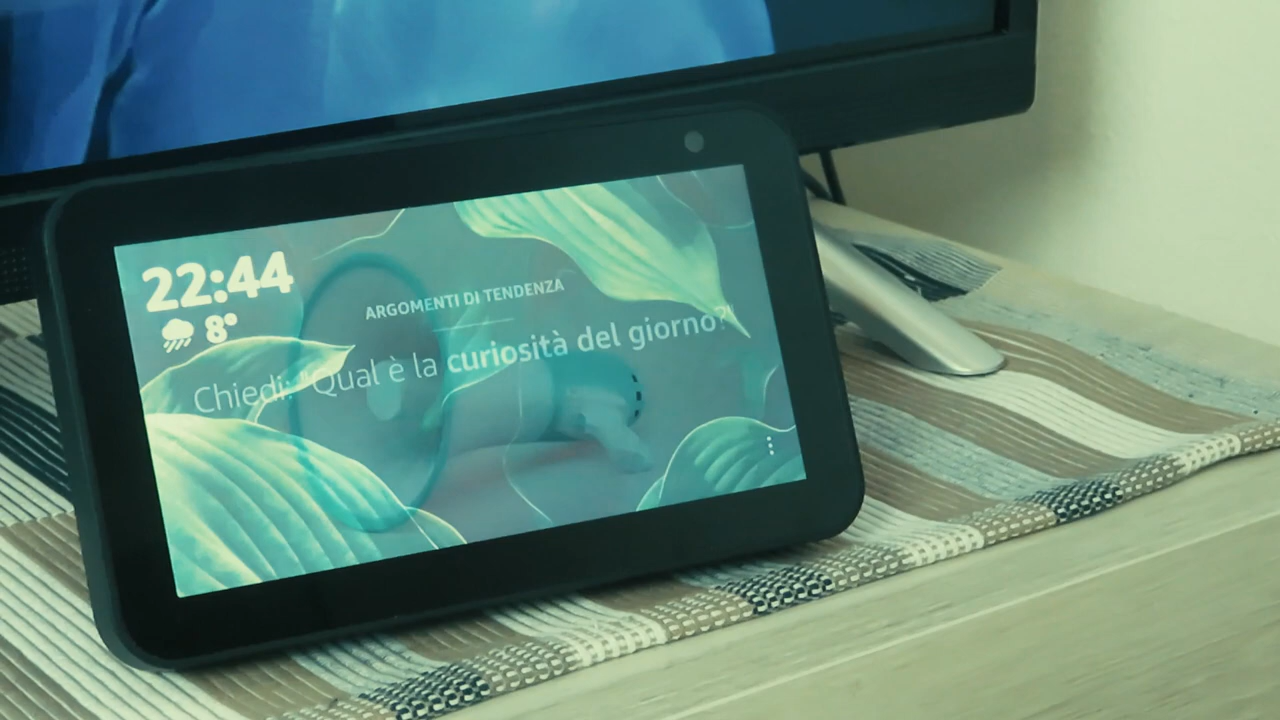 22:44
8°
ARGOMENTI DI TENDENZA
Chiedi: "Qual è la curiosità del giorno?"